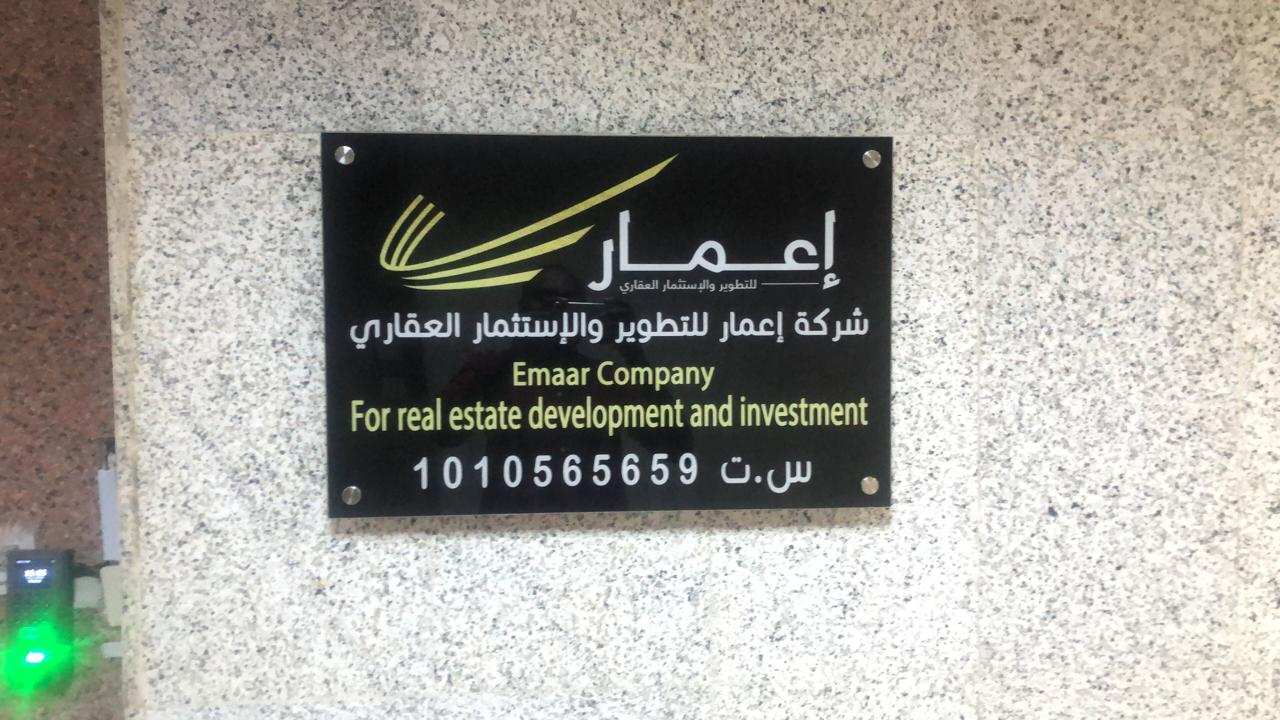 إعمار
للتطوير والإستثمار العقاري
شركة إعمار للتطوير والإستثمار العقاري
Emaar Company
For real estate development and investment
س.ت 1010565659